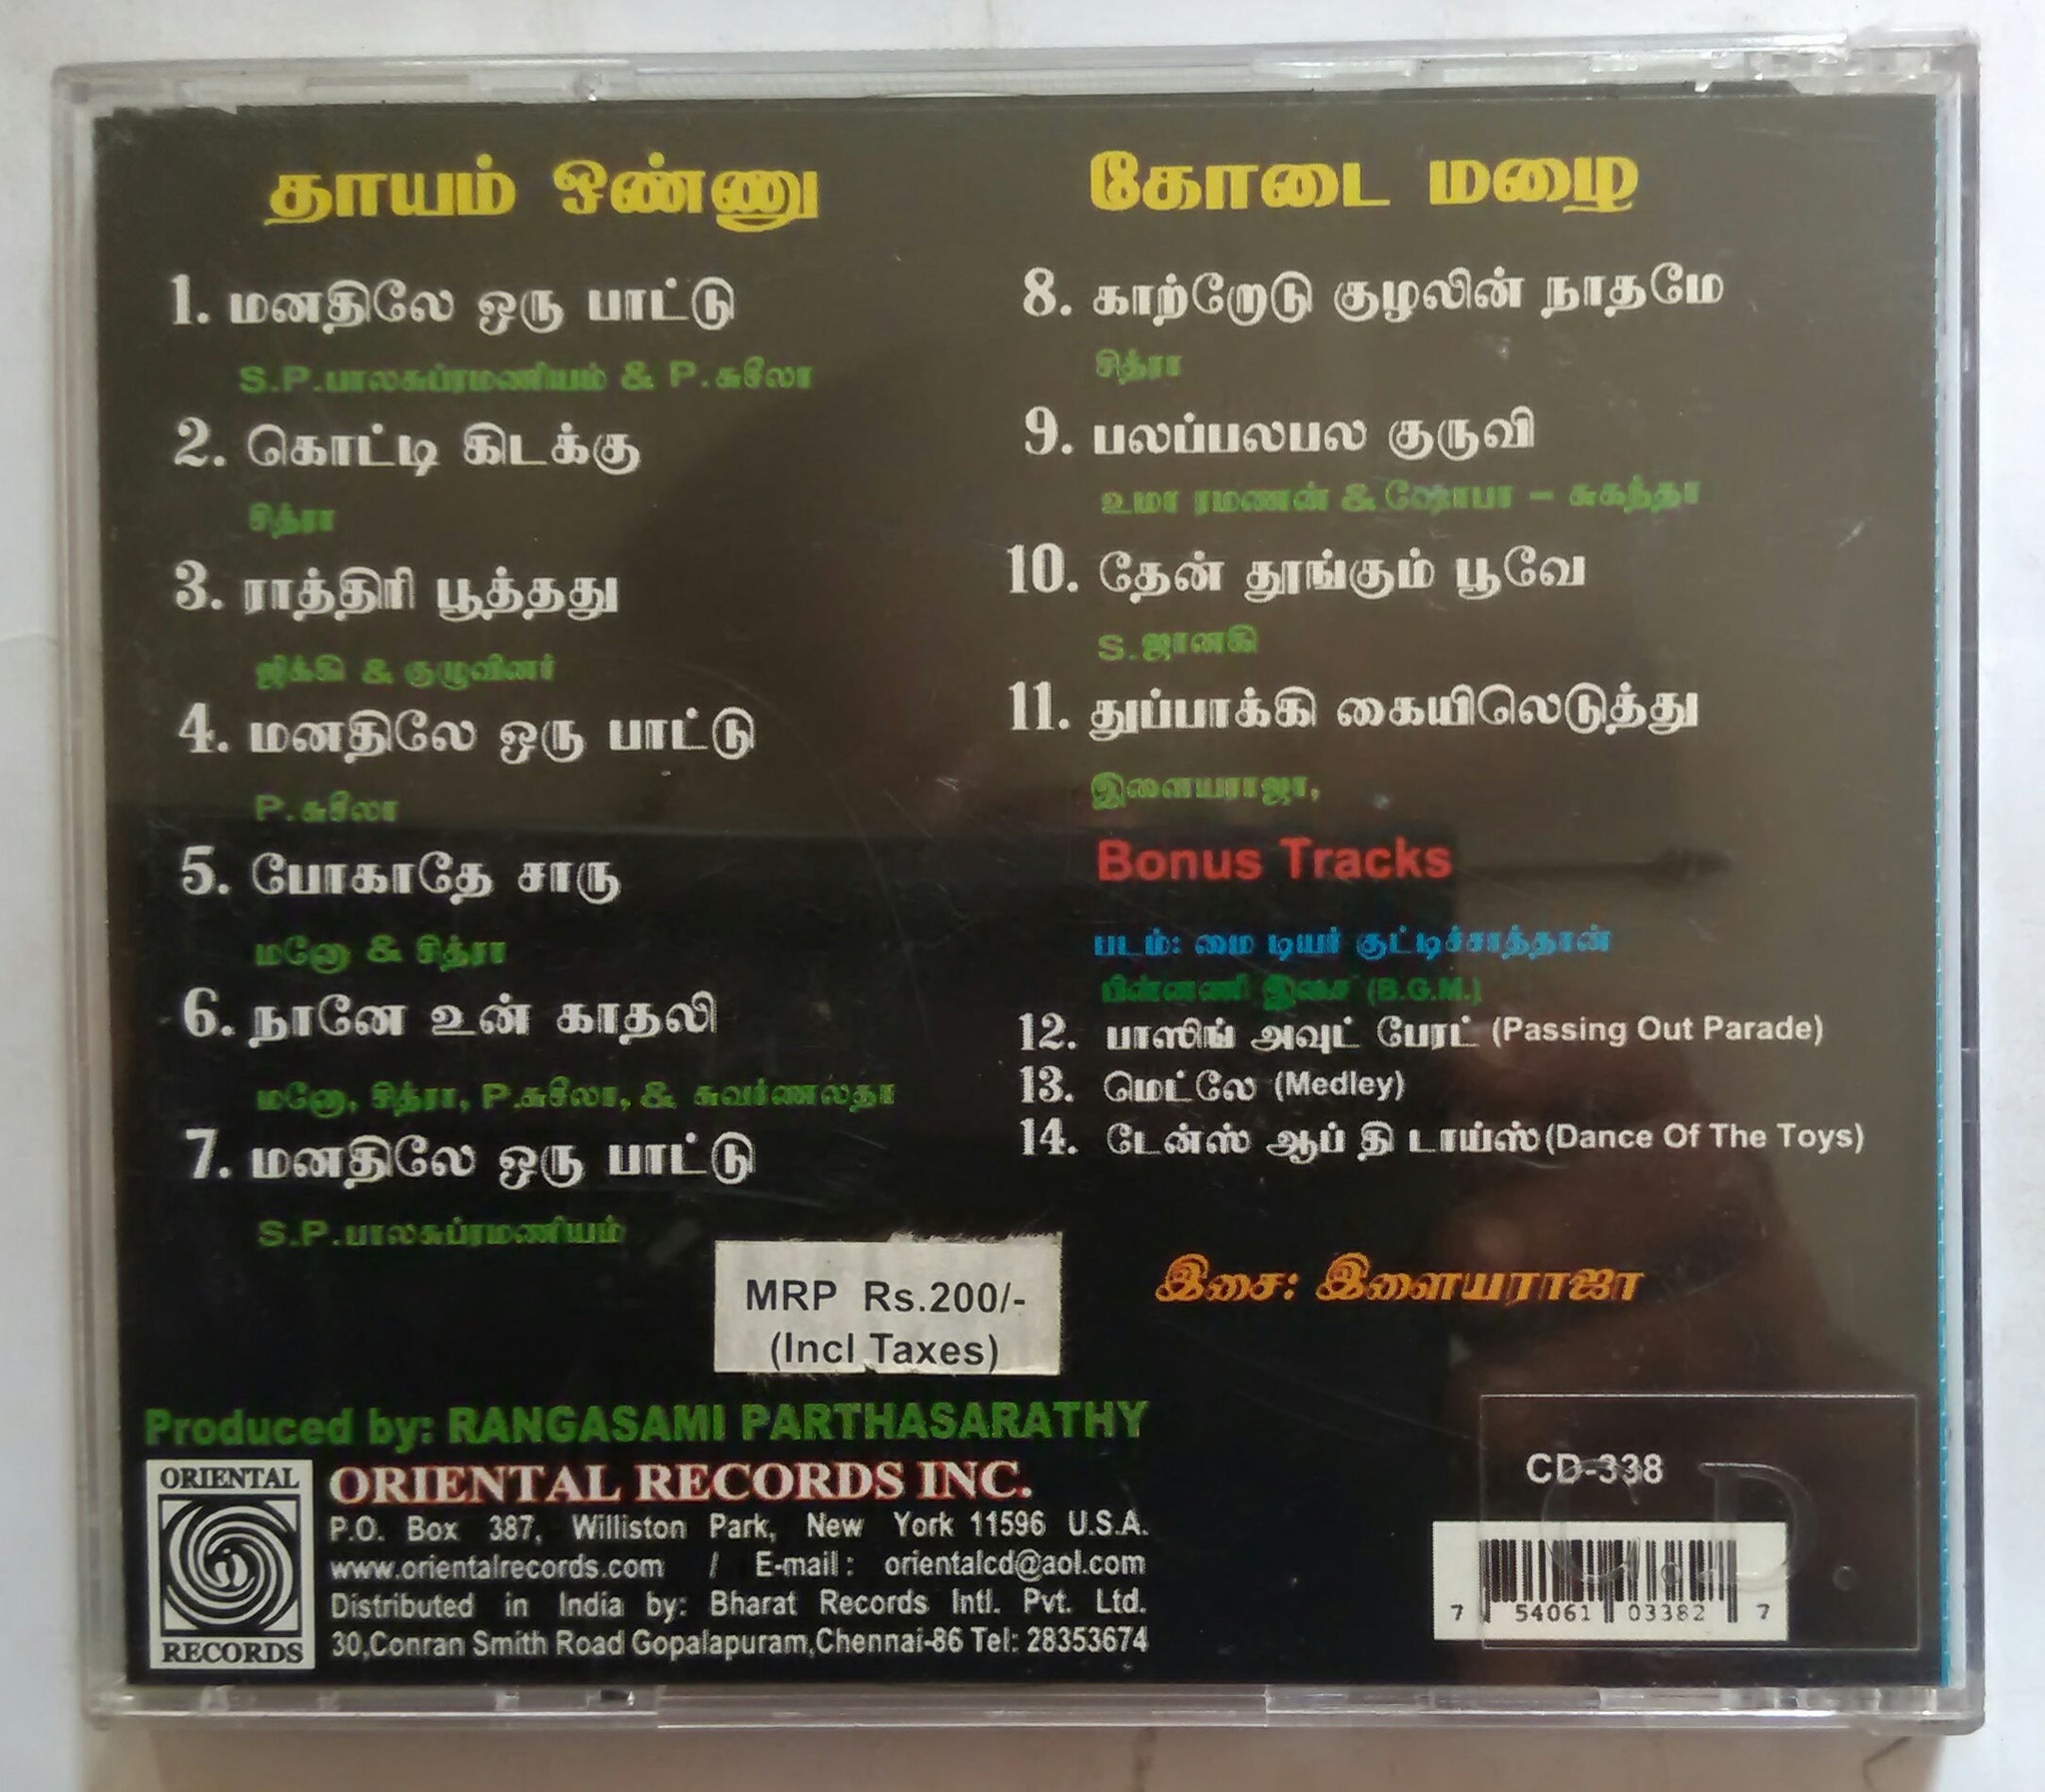 தாயம் ஒண்ணு
1. மனதிலே ஒரு பாட்டு
S.P.பாலசுப்ரமணியம் & P.சுசீலா
2. கொட்டி கிடக்கு
சித்ரா
3. ராத்திரி பூத்தது
ஜிக்கி & குழுவினர்
4. மனதிலே ஒரு பாட்டு
P.சுசீலா
5. போகாதே சாரு
மனோ & சித்ரா
6. நானே உன் காதலி
மனோ, சித்ரா, P.சுசீலா, & சுவர்ணலதா
7. மனதிலே ஒரு பாட்டு
S.P.பாலசுப்ரமணியம்
கோடை மழை
8. காற்றோடு குழலின் நாதமே
சித்ரா
9. பலப்பலபல குருவி
உமா ரமணன் & ஷோபா – சுகந்தா
10. தேன் தூங்கும் பூவே
S.ஜானகி
11. துப்பாக்கி கையிலெடுத்து
இளையராஜா,
Bonus Tracks
படம்: மை டியர் குட்டிச்சாத்தான்
பின்னணி இசை (B.G.M.)
12. பாஸிங் அவுட் பேரட் (Passing Out Parade)
13. மெட்லே (Medley)
14. டேன்ஸ் ஆப் தி டாய்ஸ்(Dance Of The Toys)
இசை: இளையராஜா
MRP Rs.200/-
(Incl Taxes)
Produced by: RANGASAMI PARTHASARATHY
ORIENTAL
RECORDS
ORIENTAL RECORDS INC.
P.O. Box 387, Williston Park, New York 11596 U.S.A.
www.orientalrecords.com / E-mail : orientalcd@aol.com
Distributed in India by: Bharat Records Intl. Pvt. Ltd.
30,Conran Smith Road Gopalapuram,Chennai-86 Tel: 28353674
CD-338
7 54061 03382 7